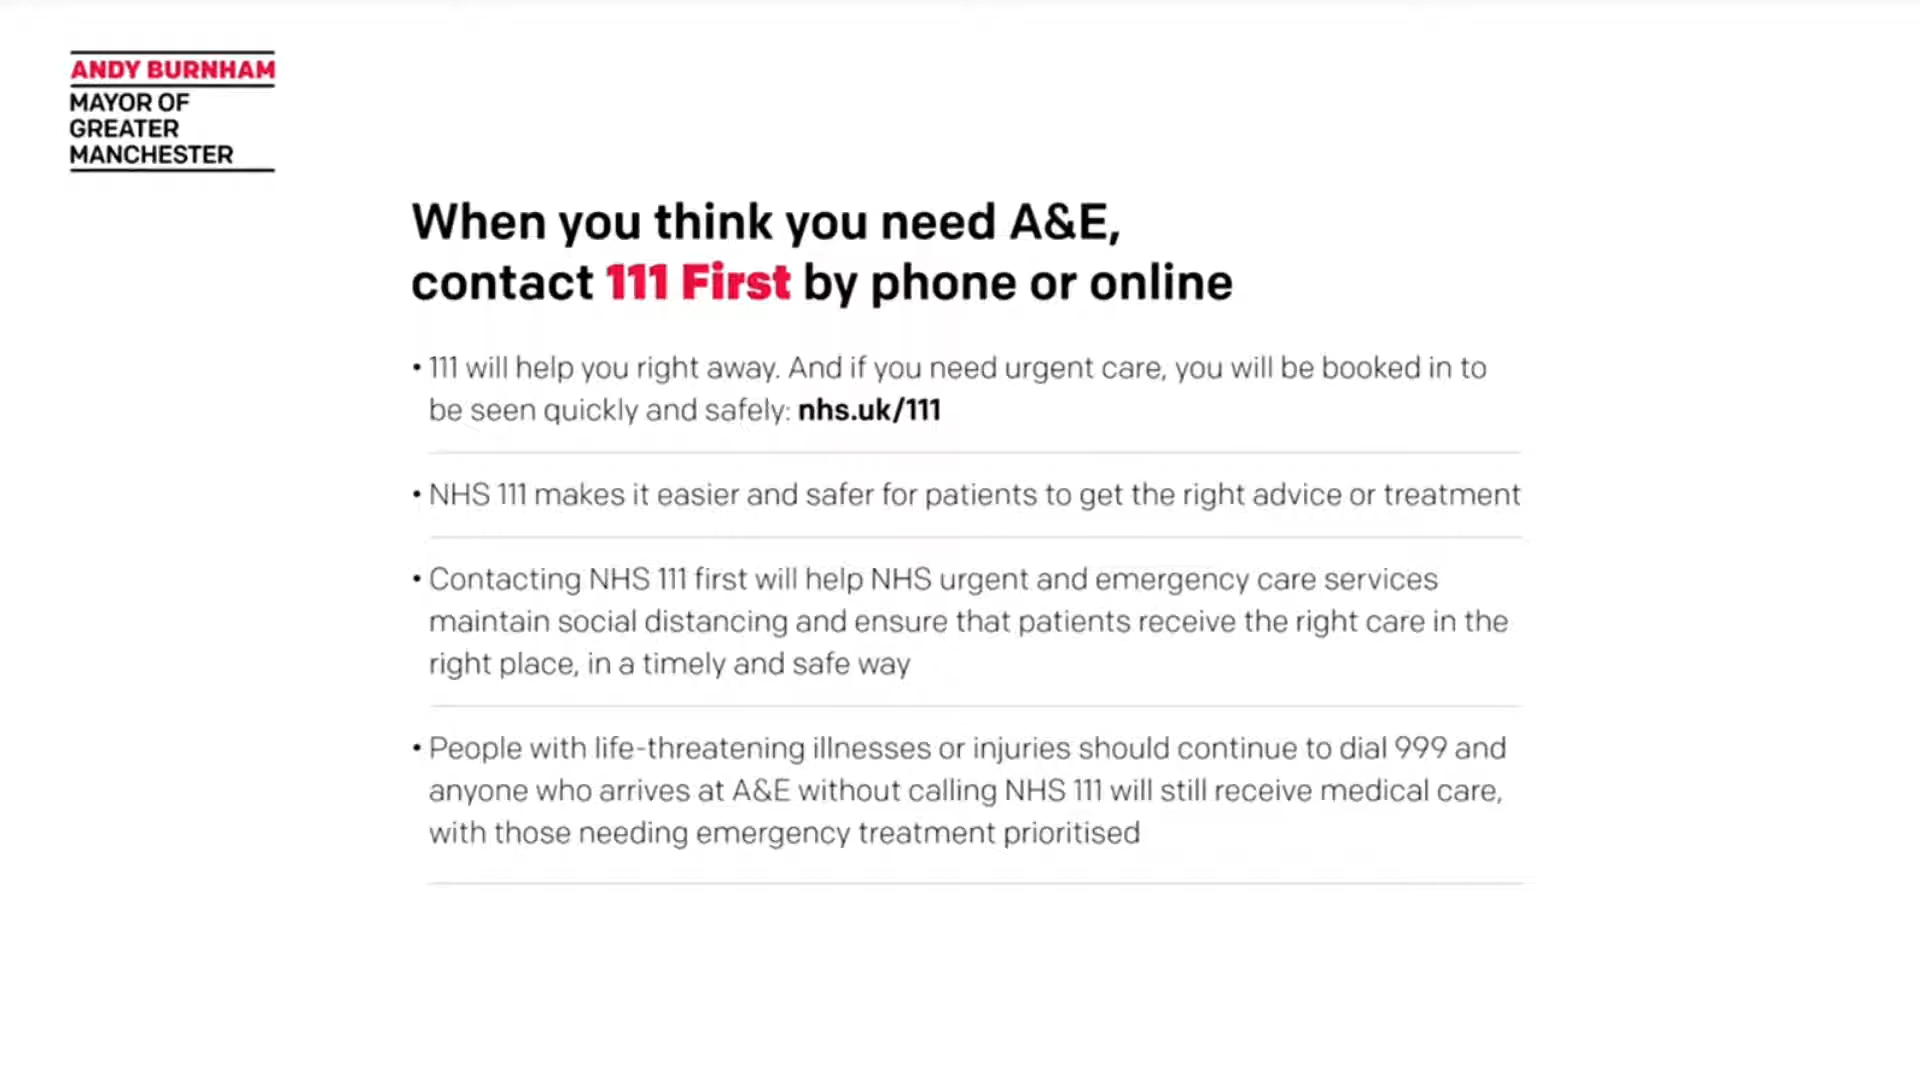 ANDY BURNHAM
MAYOR OF
GREATER
MANCHESTER
When you think you need A&E,
contact 111 First by phone or online
• 111 will help you right away. And if you need urgent care, you will be booked in to
be seen quickly and safely: nhs.uk/111
• NHS 111 makes it easier and safer for patients to get the right advice or treatment
• Contacting NHS 111 first will help NHS urgent and emergency care services
maintain social distancing and ensure that patients receive the right care in the
right place, in a timely and safe way
• People with life-threatening illnesses or injuries should continue to dial 999 and
anyone who arrives at A&E without calling NHS 111 will still receive medical care,
with those needing emergency treatment prioritised